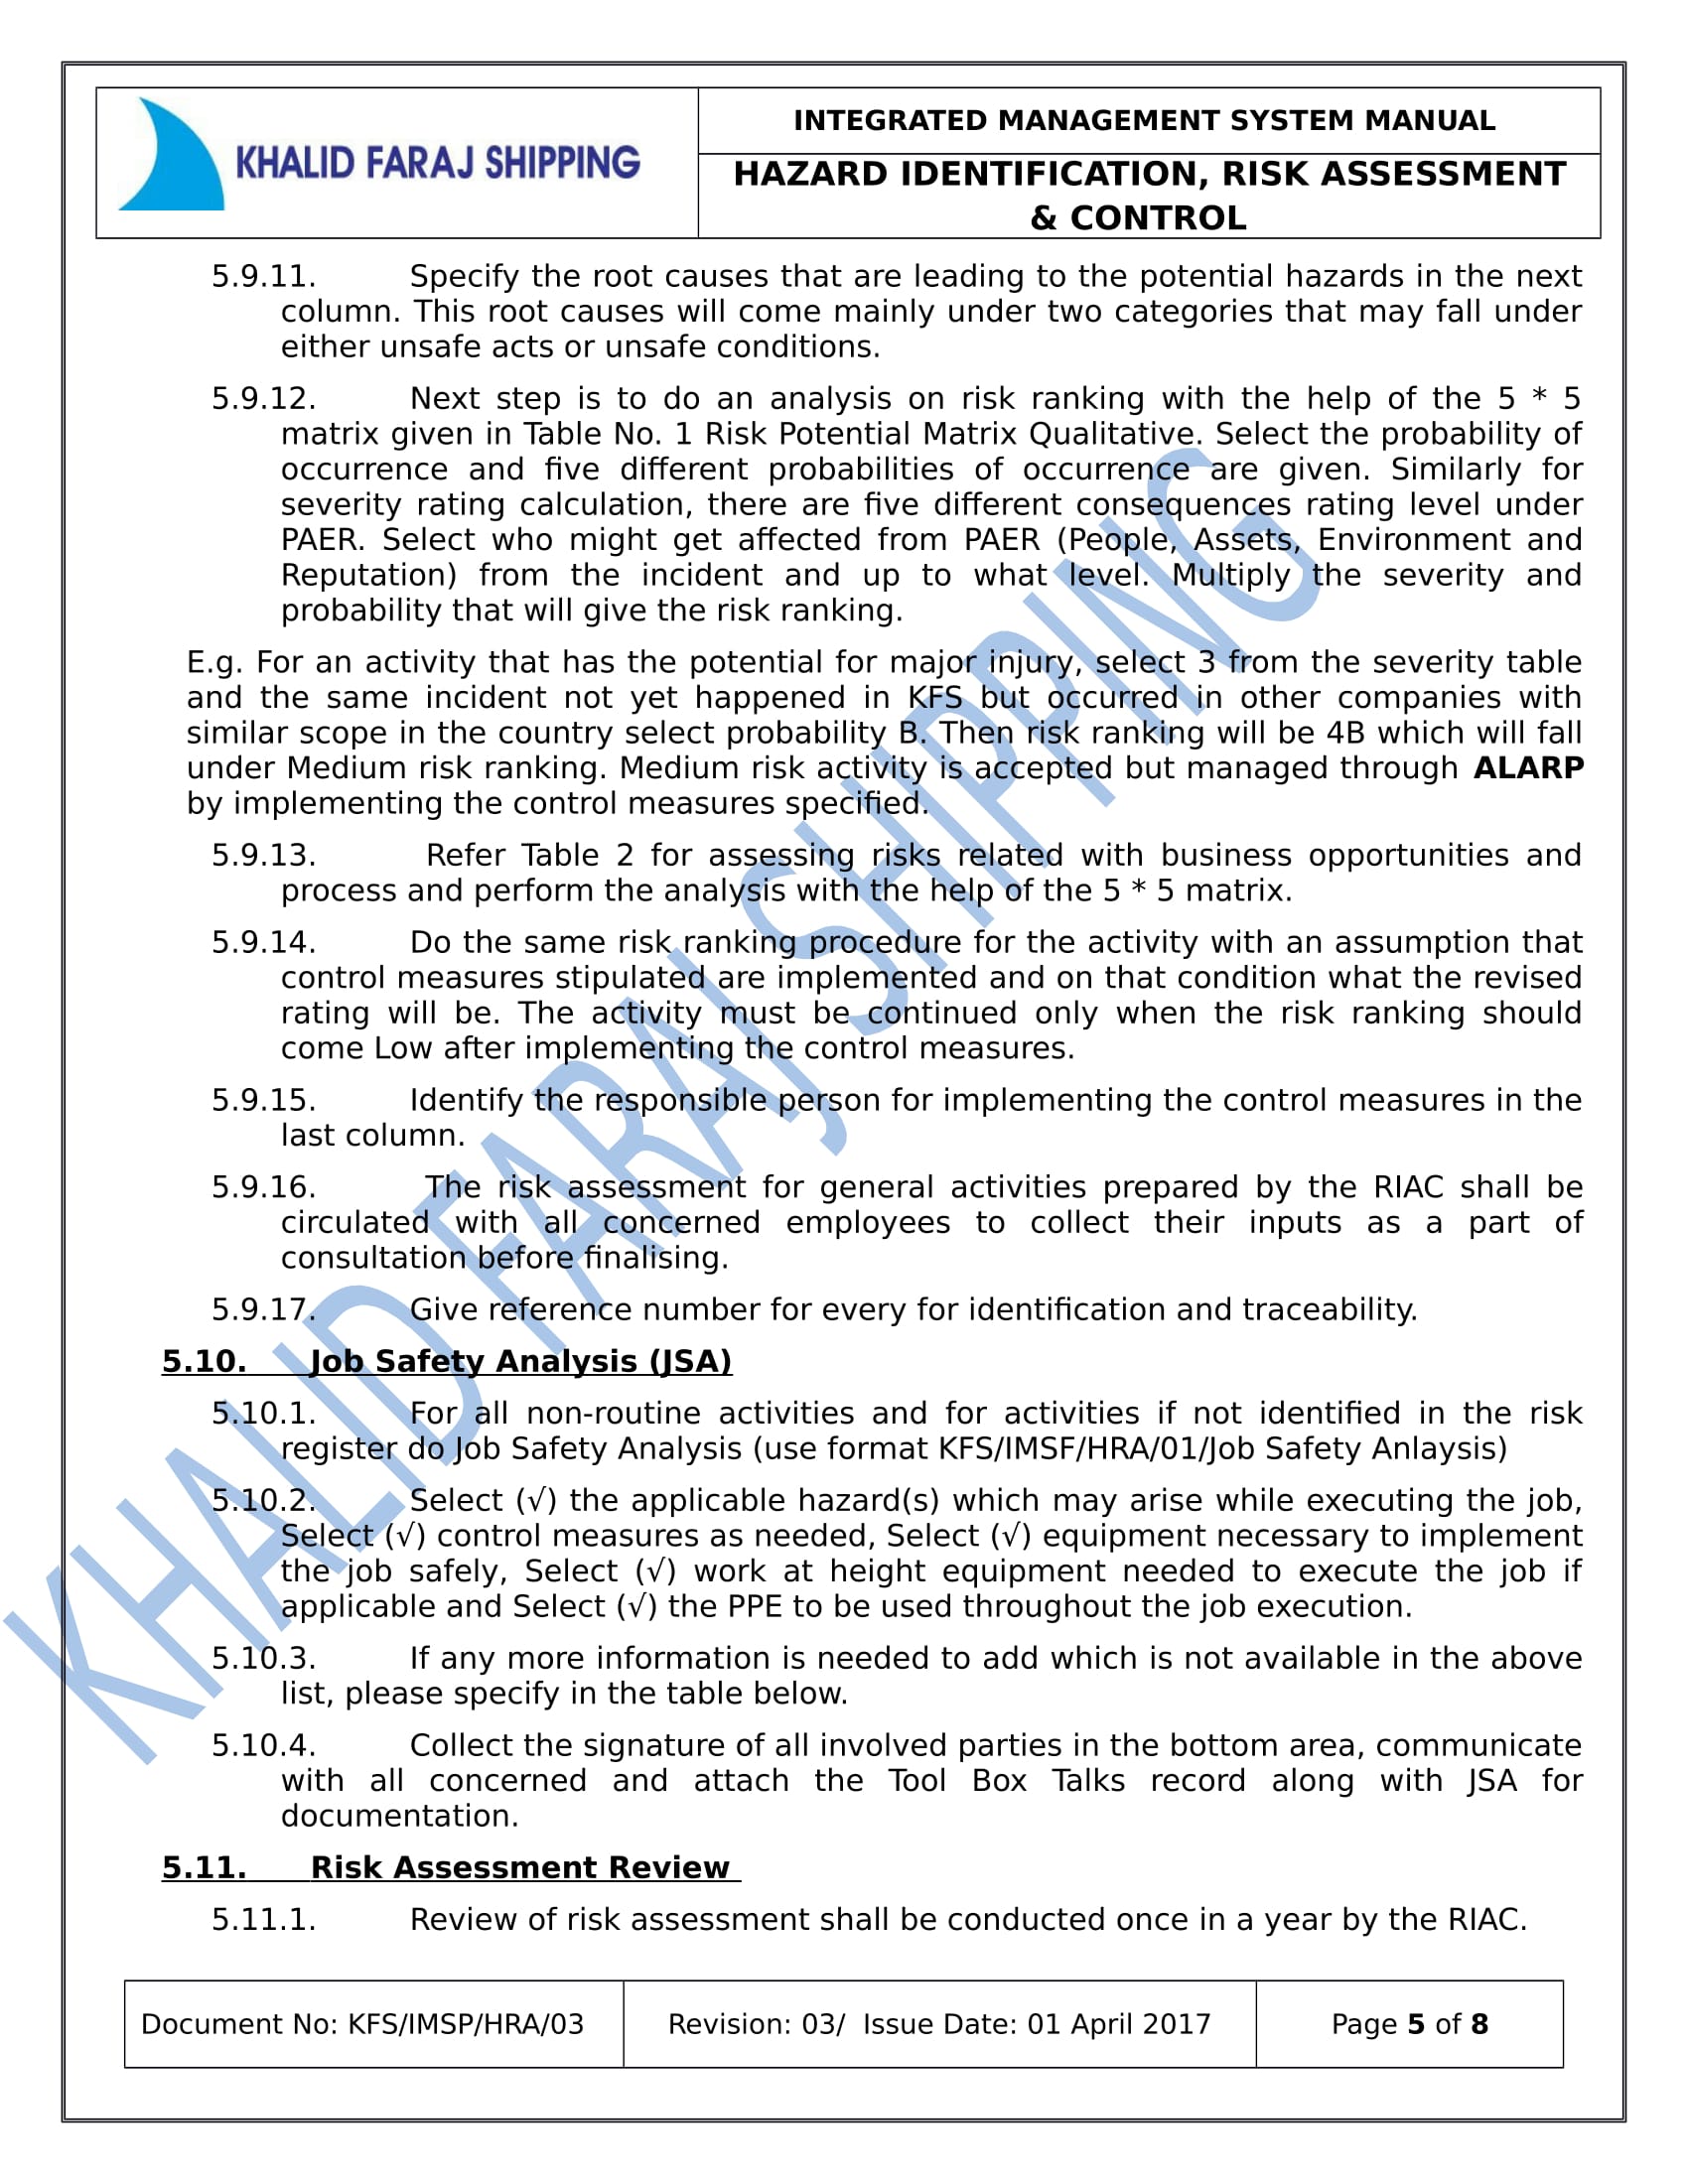 KHALID FARAJ SHIPPING
INTEGRATED MANAGEMENT SYSTEM MANUAL
HAZARD IDENTIFICATION, RISK ASSESSMENT
& CONTROL
5.9.11. Specify the root causes that are leading to the potential hazards in the next
column. This root causes will come mainly under two categories that may fall under
either unsafe acts or unsafe conditions.
5.9.12. Next step is to do an analysis on risk ranking with the help of the 5 * 5
matrix given in Table No. 1 Risk Potential Matrix Qualitative. Select the probability of
occurrence and five different probabilities of occurrence are given. Similarly for
severity rating calculation, there are five different consequences rating level under
PAER. Select who might get affected from PAER (People, Assets, Environment and
Reputation) from the incident and up to what level. Multiply the severity and
probability that will give the risk ranking.
E.g. For an activity that has the potential for major injury, select 3 from the severity table
and the same incident not yet happened in KFS but occurred in other companies with
similar scope in the country select probability B. Then risk ranking will be 4B which will fall
under Medium risk ranking. Medium risk activity is accepted but managed through ALARP
by implementing the control measures specified.
5.9.13. Refer Table 2 for assessing risks related with business opportunities and
process and perform the analysis with the help of the 5 * 5 matrix.
5.9.14. Do the same risk ranking procedure for the activity with an assumption that
control measures stipulated are implemented and on that condition what the revised
rating will be. The activity must be continued only when the risk ranking should
come Low after implementing the control measures.
5.9.15. Identify the responsible person for implementing the control measures in the
last column.
5.9.16. The risk assessment for general activities prepared by the RIAC shall be
circulated with all concerned employees to collect their inputs as a part of
consultation before finalising.
5.9.17. Give reference number for every for identification and traceability.
5.10. Job Safety Analysis (JSA)
5.10.1. For all non-routine activities and for activities if not identified in the risk
register do Job Safety Analysis (use format KFS/IMSF/HRA/01/Job Safety Anlaysis)
5.10.2. Select (√) the applicable hazard(s) which may arise while executing the job,
Select (√) control measures as needed, Select (√) equipment necessary to implement
the job safely, Select (√) work at height equipment needed to execute the job if
applicable and Select (√) the PPE to be used throughout the job execution.
5.10.3. If any more information is needed to add which is not available in the above
list, please specify in the table below.
5.10.4. Collect the signature of all involved parties in the bottom area, communicate
with all concerned and attach the Tool Box Talks record along with JSA for
documentation.
5.11. Risk Assessment Review
5.11.1. Review of risk assessment shall be conducted once in a year by the RIAC.
KHALID FARAJ SHIPPING
Document No: KFS/IMSP/HRA/03
Revision: 03/ Issue Date: 01 April 2017
Page 5 of 8